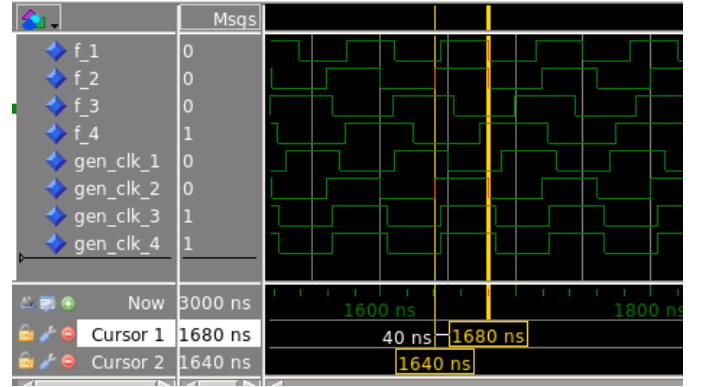 Msgs
f_1 0
f_2 0
f_3 0
f_4 1
gen_clk_1 0
gen_clk_2 0
gen_clk_3 1
gen_clk_4 1
Now 3000 ns 1600 ns 1800 ns
Cursor 1 1680 ns 40 ns 1680 ns
Cursor 2 1640 ns 1640 ns